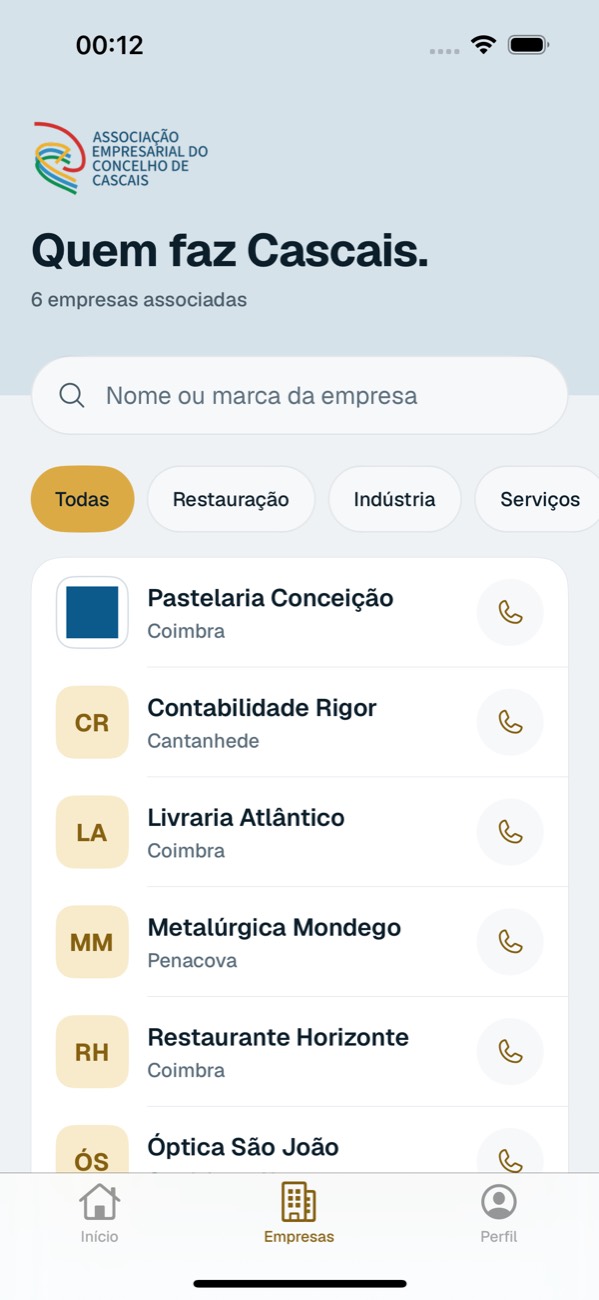 00:12
ASSOCIAÇÃO
EMPRESARIAL DO
CONCELHO DE
CASCAIS
Quem faz Cascais.
6 empresas associadas
Nome ou marca da empresa
Todas Restauração Indústria Serviços
Pastelaria Conceição
Coimbra
CR
Contabilidade Rigor
Cantanhede
LA
Livraria Atlântico
Coimbra
MM
Metalúrgica Mondego
Penacova
RH
Restaurante Horizonte
Coimbra
ÓS
Óptica São João
Início Empresas Perfil